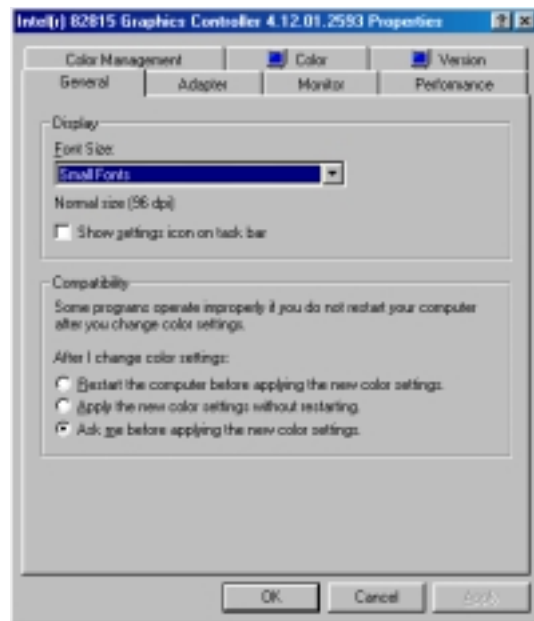 Intel(r) 82815 Graphics Controller 4.12.01.2593 Properties
Color Management Color Version
General Adapter Monitor Performance
Display
Font Size:
Small Fonts
Normal size (96 dpi)
Show settings icon on task bar
Compatibility
Some programs operate improperly if you do not restart your computer
after you change color settings.
After I change color settings:
Restart the computer before applying the new color settings.
Apply the new color settings without restarting.
Ask me before applying the new color settings.
OK Cancel Apply